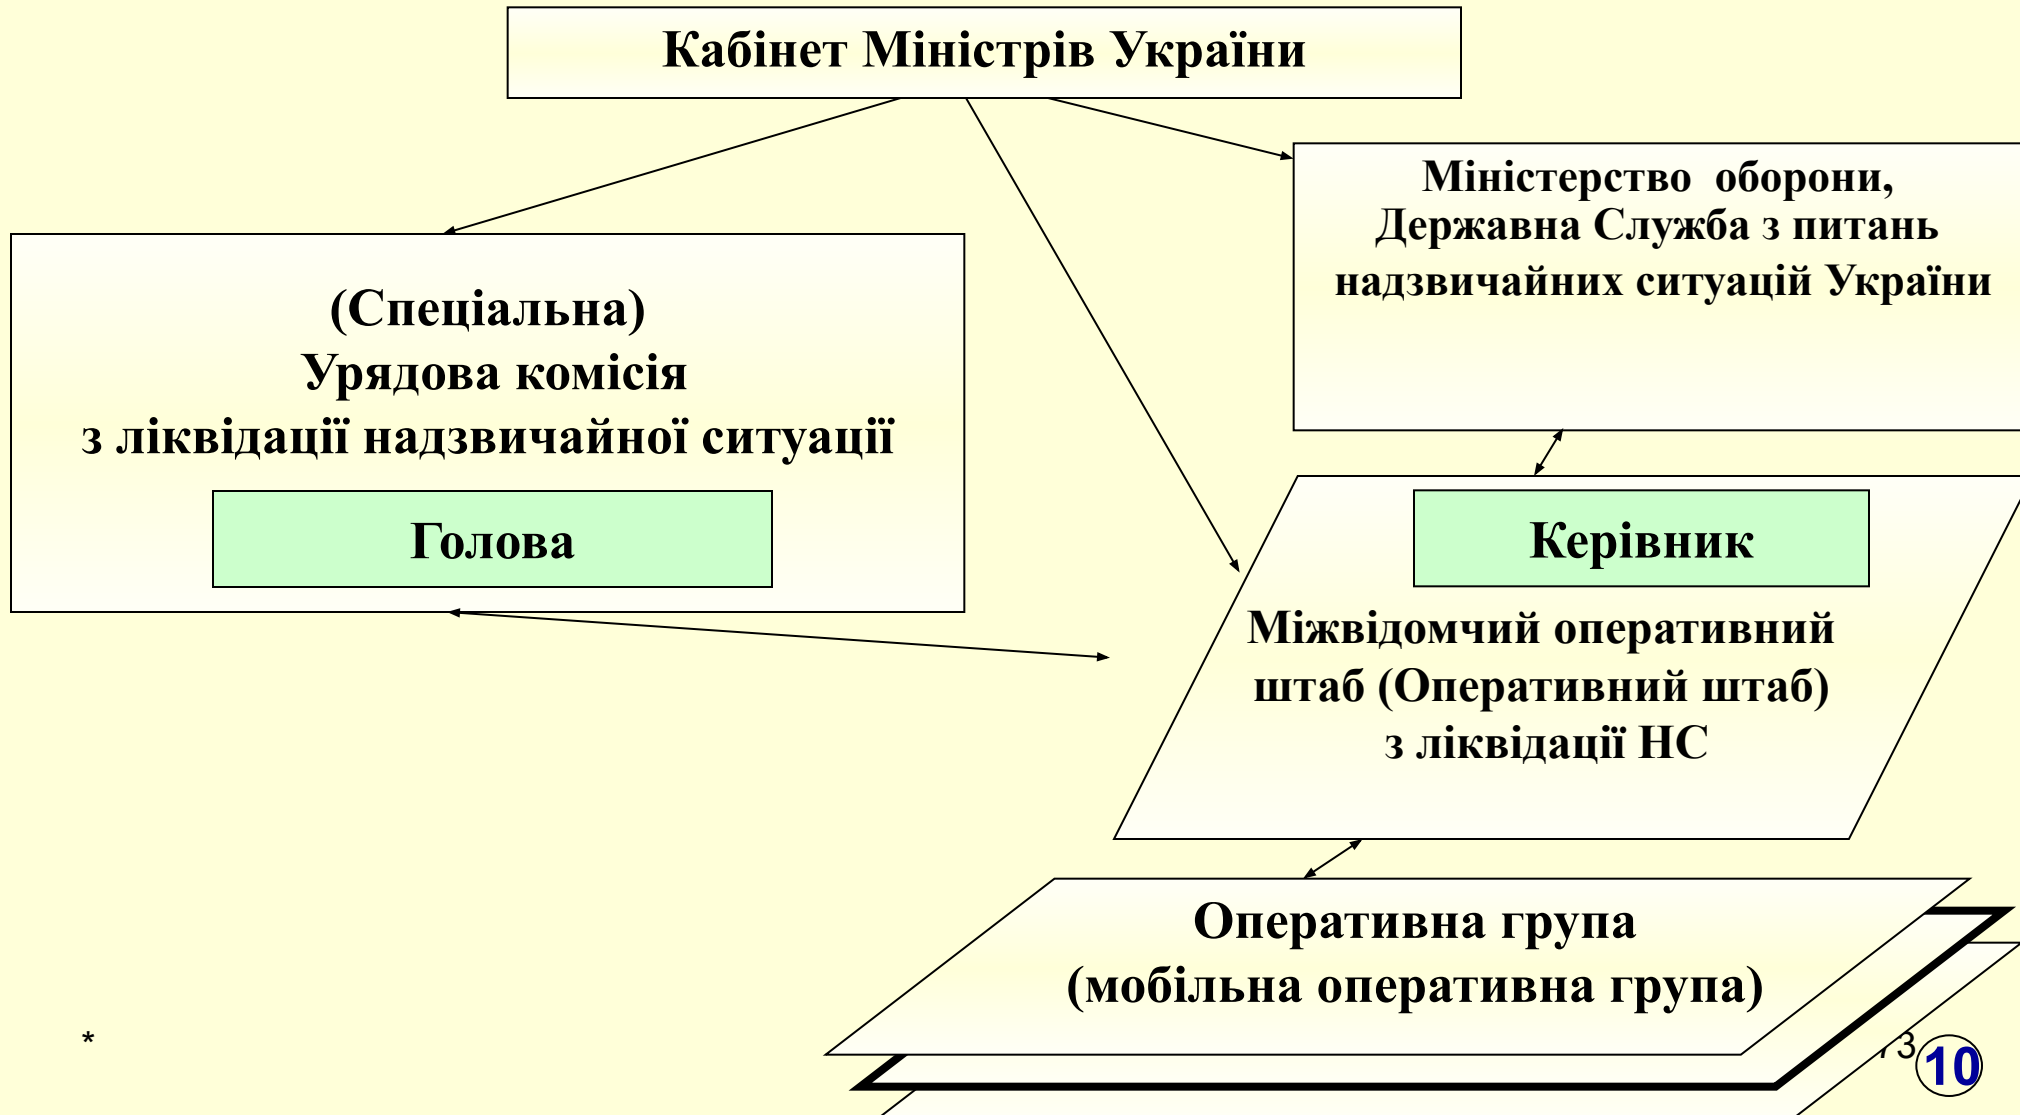 Кабінет Міністрів України
Міністерство оборони,
Державна Служба з питань
надзвичайних ситуацій України
(Спеціальна)
Урядова комісія
з ліквідації надзвичайної ситуації
Голова
Керівник
Міжвідомчий оперативний
штаб (Оперативний штаб)
з ліквідації НС
Оперативна група
(мобільна оперативна група)
*
10